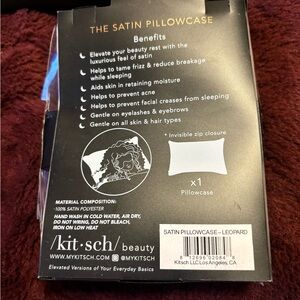 THE SATIN PILLOWCASE
Benefits
Elevate your beauty rest with the
luxurious feel of satin
Helps to tame frizz & reduce breakage
while sleeping
Aids skin in retaining moisture
Helps to prevent acne
Helps to prevent facial creases from sleeping
Gentle on eyelashes & eyebrows
Gentle on all skin & hair types
* Invisible zip closure
x1
Pillowcase
MATERIAL COMPOSITION:
100% SATIN POLYESTER
HAND WASH IN COLD WATER, AIR DRY,
DO NOT WRING, DO NOT BLEACH,
IRON ON LOW HEAT
/kit·sch/ beauty
WWW.MYKITSCH.COM @MYKITSCH
Elevated Versions of Your Everyday Basics
SATIN PILLOWCASE – LEOPARD
Kitsch LLC Los Angeles, CA